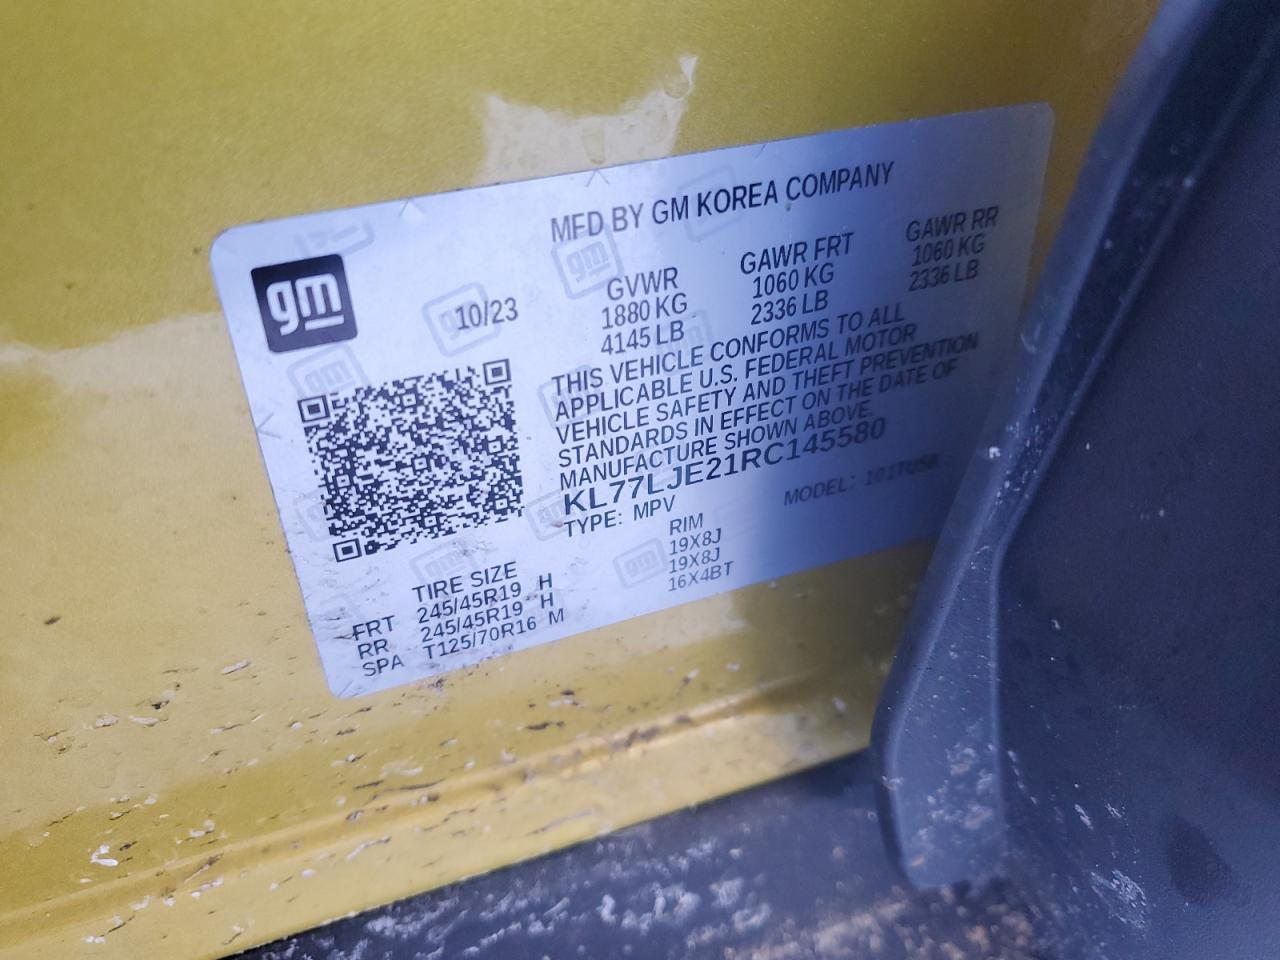 MFD BY GM KOREA COMPANY
gm
10/23
GVWR GAWR FRT GAWR RR
1880 KG 1060 KG 1060 KG
4145 LB 2336 LB 2336 LB
THIS VEHICLE CONFORMS TO ALL
APPLICABLE U.S. FEDERAL MOTOR
VEHICLE SAFETY AND THEFT PREVENTION
STANDARDS IN EFFECT ON THE DATE OF
MANUFACTURE SHOWN ABOVE.
KL77LJE21RC145580
TYPE: MPV MODEL:
TIRE SIZE RIM
FRT 245/45R19 H 19X8J
RR 245/45R19 H 19X8J
SPA T125/70R16 M 16X4BT